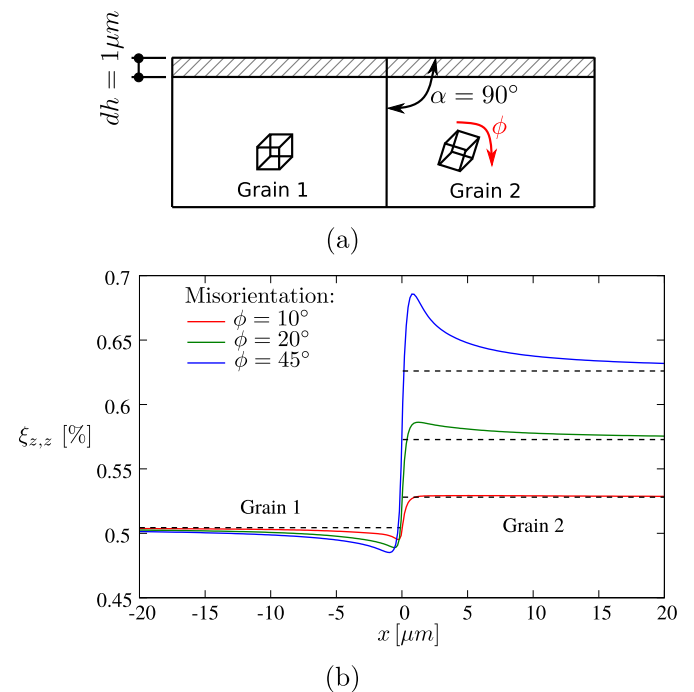 dh = 1μm
α = 90°
ϕ
Grain 1
Grain 2
(a)
0.7
0.65
0.6
0.55
0.5
0.45
ξz,z [%]
Misorientation:
ϕ = 10°
ϕ = 20°
ϕ = 45°
Grain 1
Grain 2
-20 -15 -10 -5 0 5 10 15 20
x [μm]
(b)